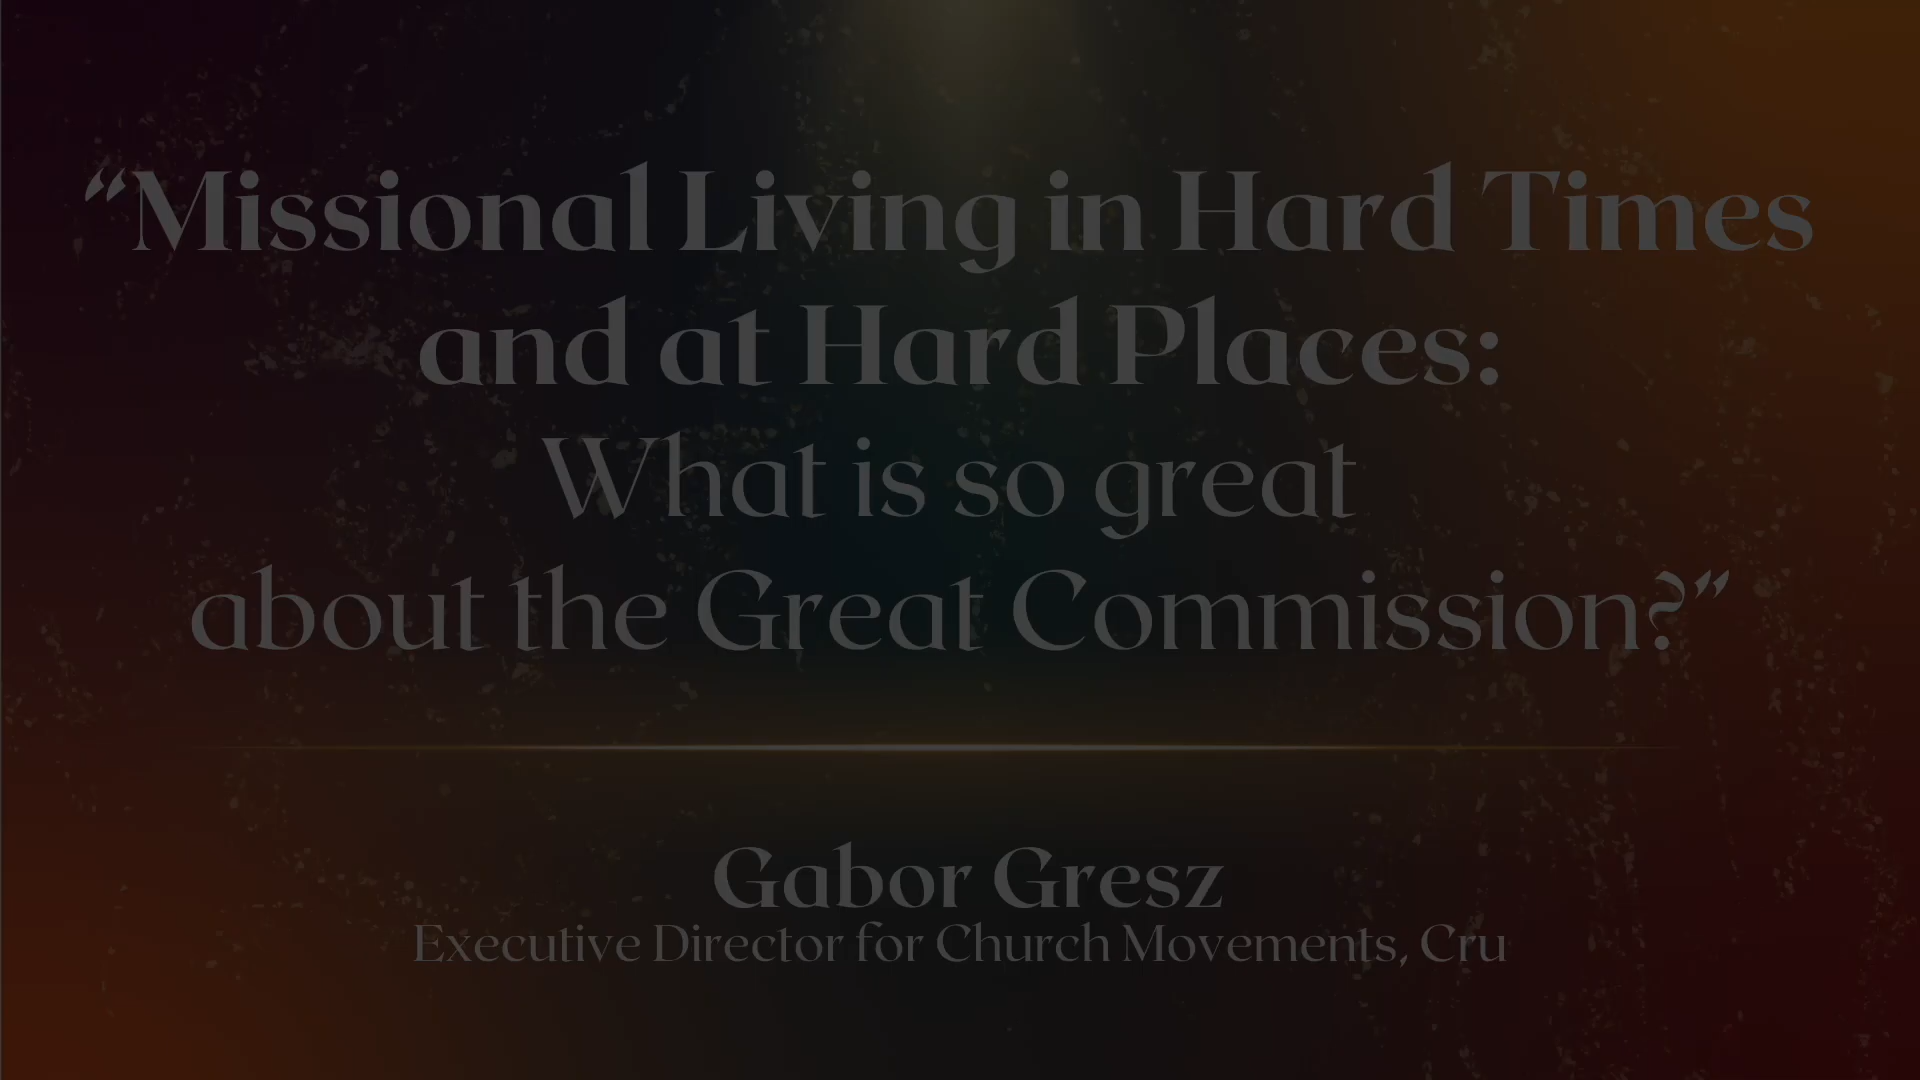 “Missional Living in Hard Times
and at Hard Places:
What is so great
about the Great Commission?”
Gabor Gresz
Executive Director for Church Movements, Cru